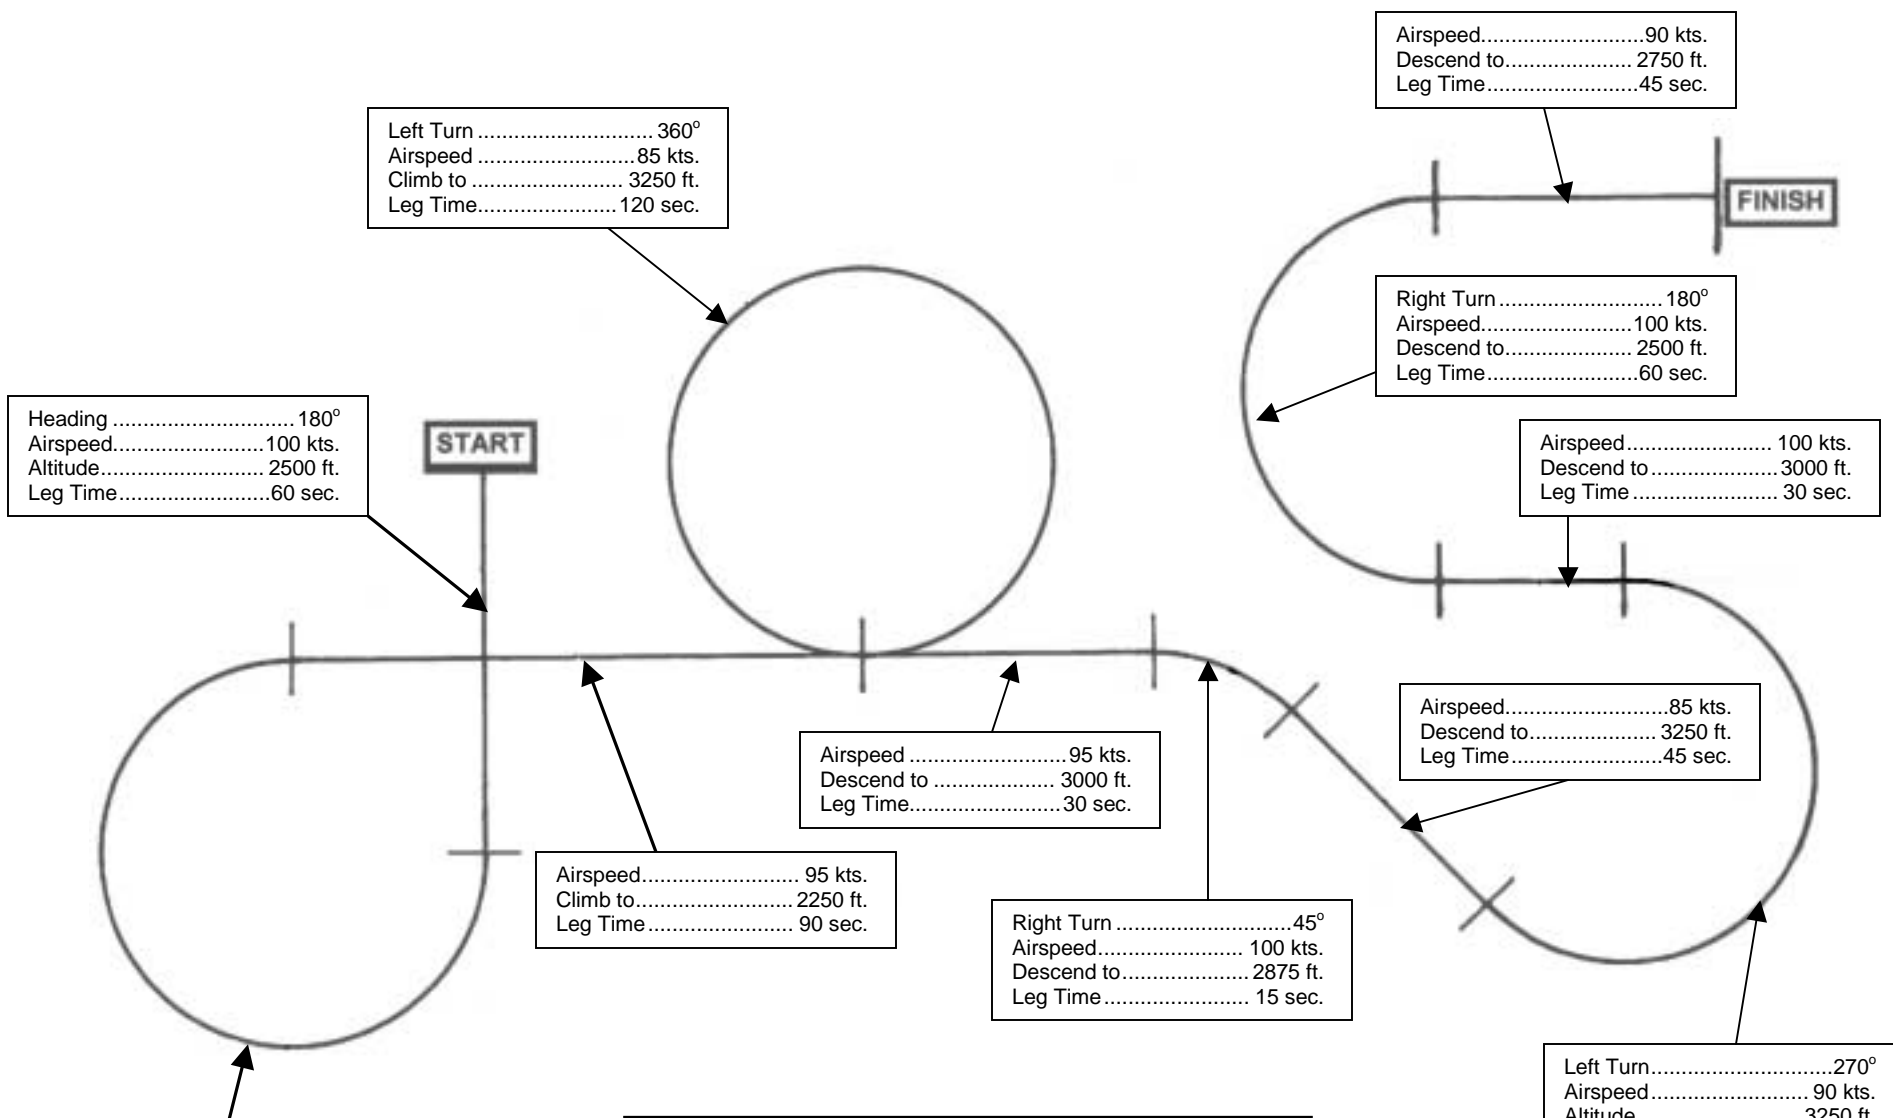 Airspeed...........................90 kts.
Descend to..................... 2750 ft.
Leg Time.........................45 sec.
Left Turn ............................. 360°
Airspeed ..........................85 kts.
Climb to ......................... 3250 ft.
Leg Time.......................120 sec.
FINISH
Right Turn ........................... 180°
Airspeed.........................100 kts.
Descend to..................... 2500 ft.
Leg Time.........................60 sec.
Heading ..............................180°
Airspeed.........................100 kts.
Altitude........................... 2500 ft.
Leg Time.........................60 sec.
START
Airspeed........................ 100 kts.
Descend to .....................3000 ft.
Leg Time ........................ 30 sec.
Airspeed...........................85 kts.
Descend to..................... 3250 ft.
Leg Time .........................45 sec.
Airspeed ..........................95 kts.
Descend to .................... 3000 ft.
Leg Time.........................30 sec.
Airspeed.......................... 95 kts.
Climb to..........................2250 ft.
Leg Time ........................ 90 sec.
Right Turn .............................45°
Airspeed........................ 100 kts.
Descend to.....................2875 ft.
Leg Time ........................ 15 sec.
Left Turn..............................270°
Airspeed.......................... 90 kts.
Altitude........................... 3250 ft.